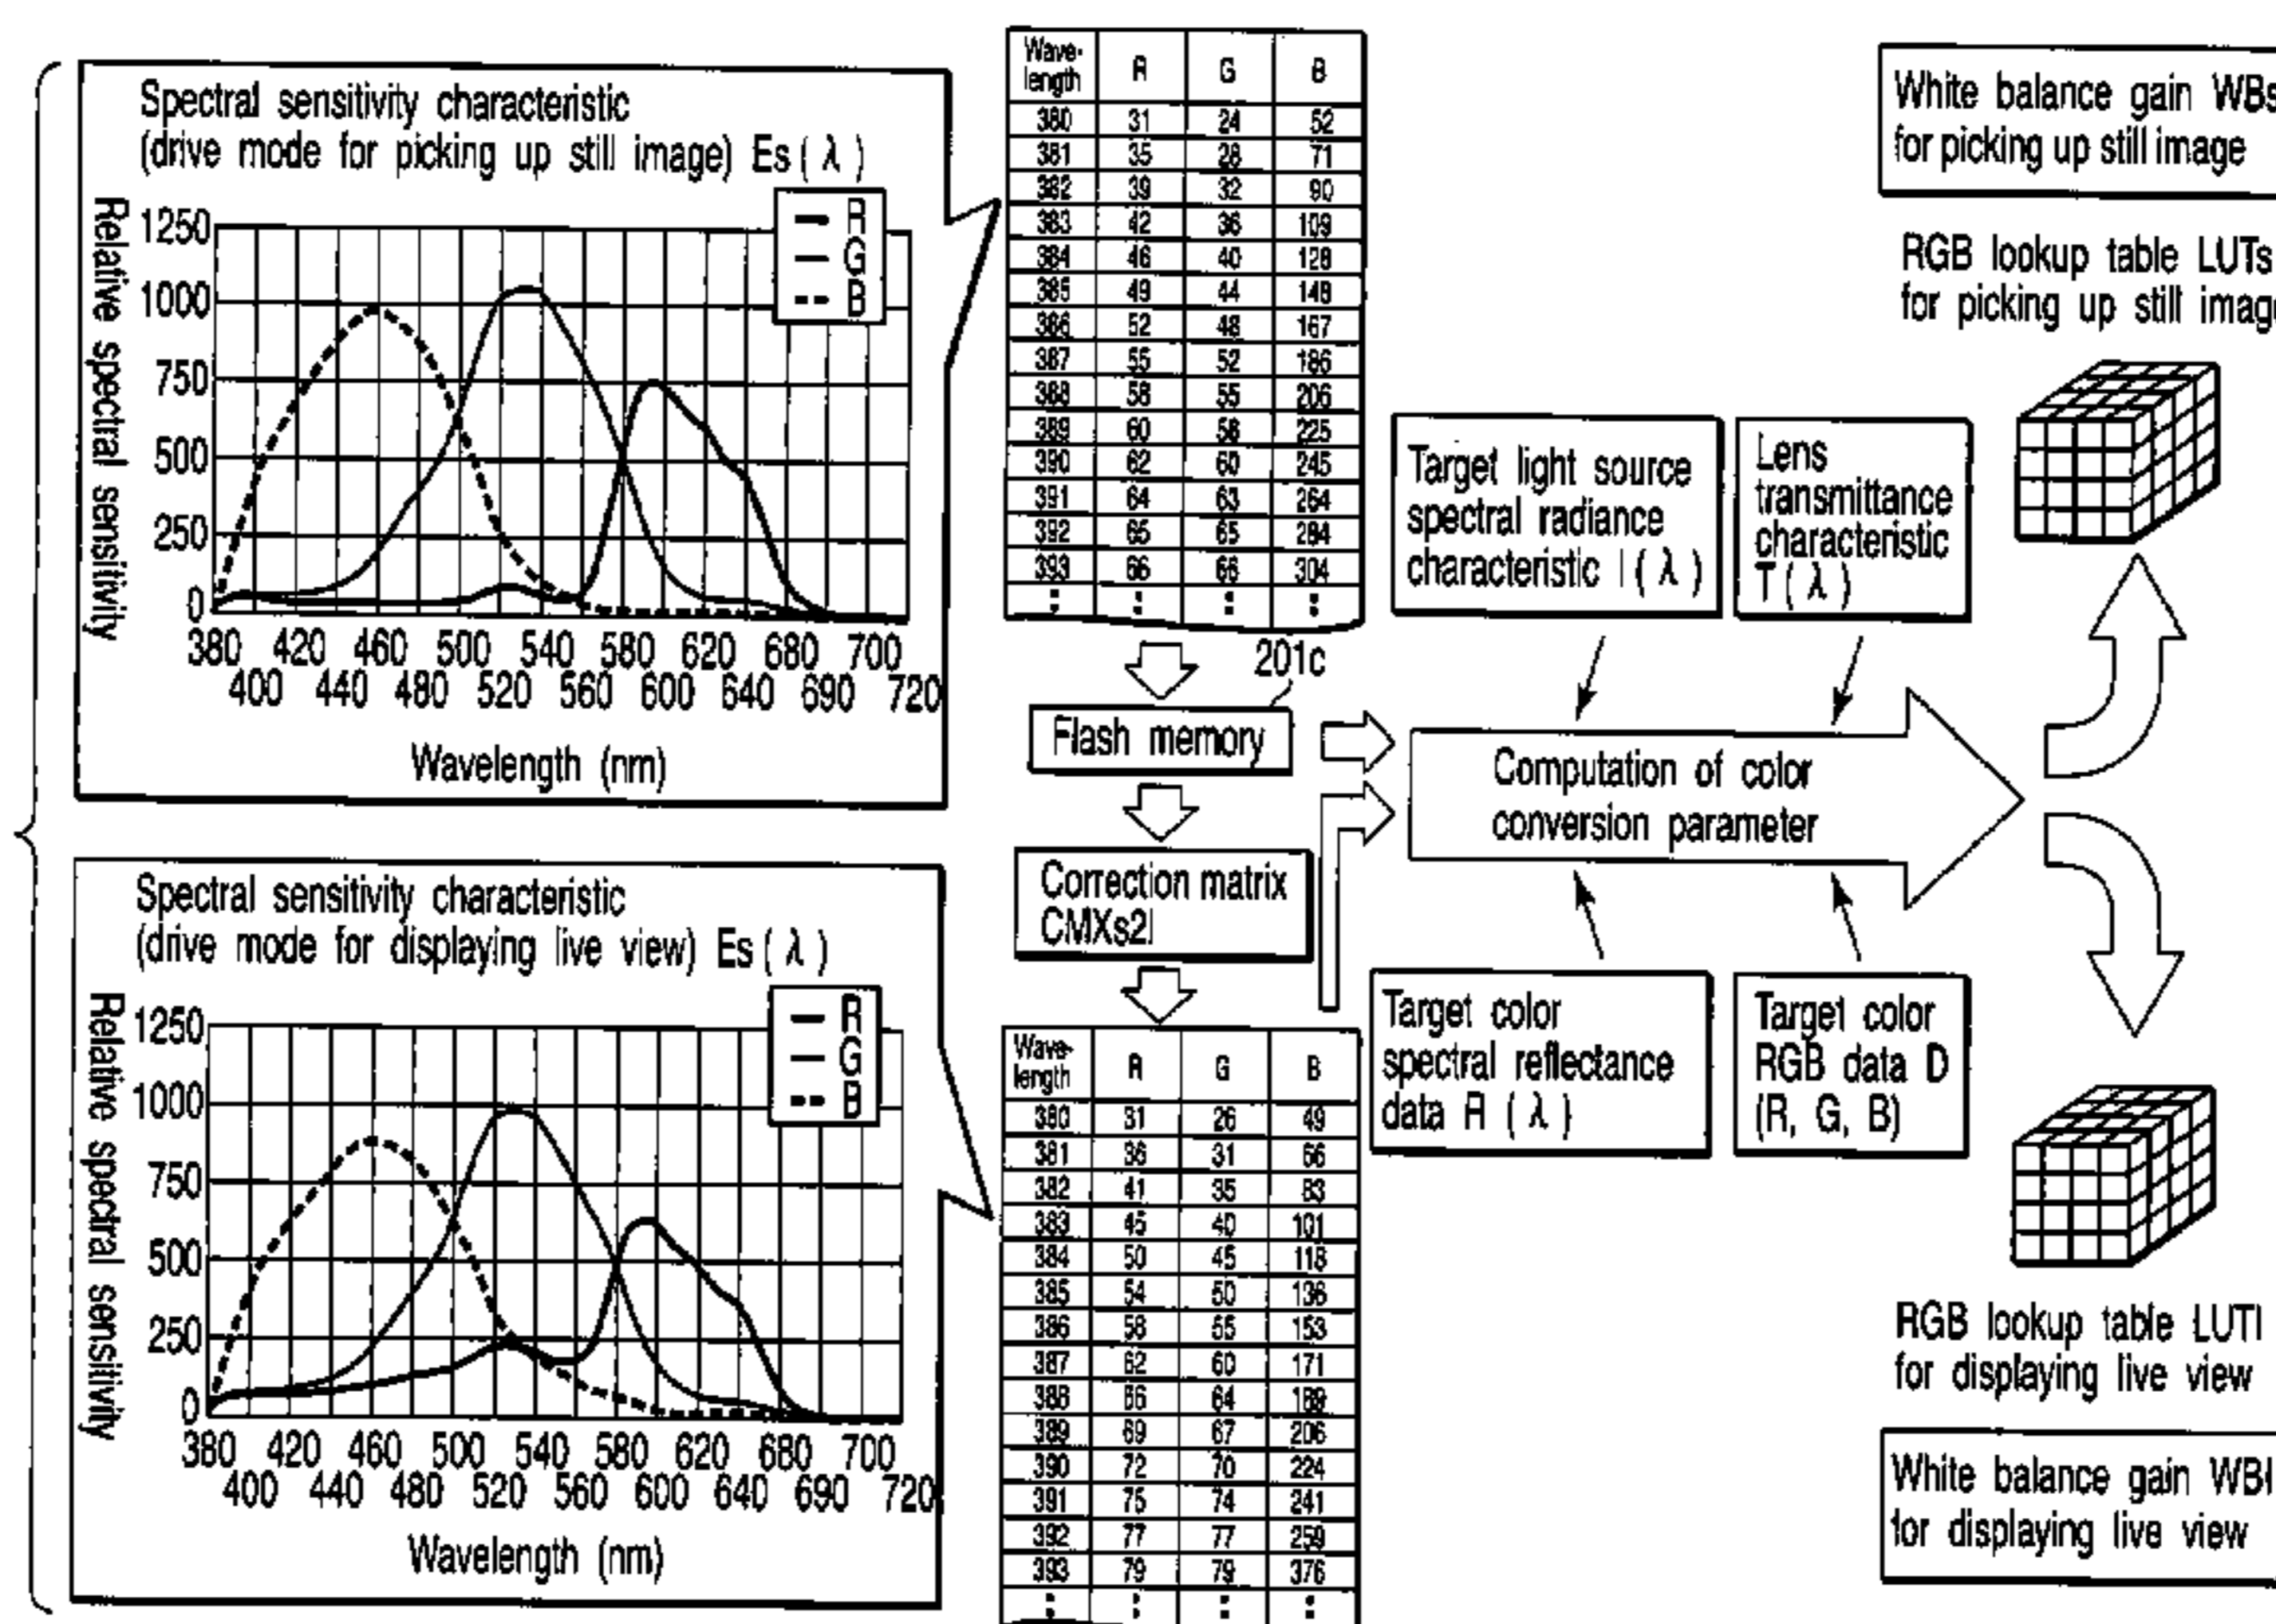 Spectral sensitivity characteristic
(drive mode for picking up still image) Es ( λ )
R
G
B
Relative spectral sensitivity
1250
1000
750
500
250
0
380 420 460 500 540 580 620 680 700
400 440 480 520 560 600 640 690 720
Wavelength (nm)
Spectral sensitivity characteristic
(drive mode for displaying live view) Es ( λ )
R
G
B
Relative spectral sensitivity
1250
1000
750
500
250
0
380 420 460 500 540 580 620 680 700
400 440 480 520 560 600 640 690 720
Wavelength (nm)
Wave-
length R G B
380 31 24 52
381 35 28 71
382 39 32 90
383 42 36 109
384 46 40 128
385 49 44 148
386 52 48 167
387 55 52 186
388 58 55 206
389 60 58 225
390 62 60 245
391 64 63 264
392 65 65 284
393 66 66 304
201c
Flash memory
Correction matrix
CMXs2l
Wave-
length R G B
380 31 26 49
381 36 31 66
382 41 35 83
383 45 40 101
384 50 45 118
385 54 50 136
386 58 55 153
387 62 60 171
388 66 64 189
389 69 67 206
390 72 70 224
391 75 74 241
392 77 77 259
393 79 79 376
Target light source
spectral radiance
characteristic I ( λ )
Lens
transmittance
characteristic
T ( λ )
Computation of color
conversion parameter
Target color
spectral reflectance
data R ( λ )
Target color
RGB data D
(R, G, B)
White balance gain WBs
for picking up still image
RGB lookup table LUTs
for picking up still image
RGB lookup table LUTl
for displaying live view
White balance gain WBl
for displaying live view